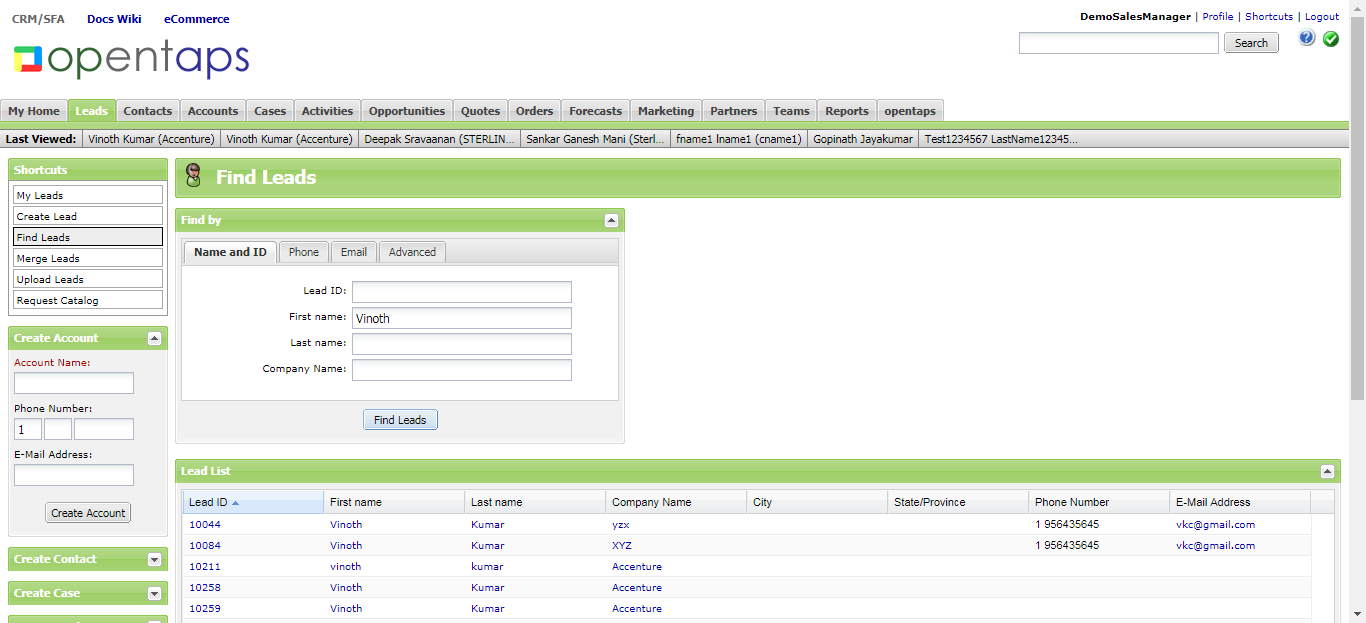 CRM/SFA Docs Wiki eCommerce
DemoSalesManager | Profile | Shortcuts | Logout
opentaps
Search
?
My Home Leads Contacts Accounts Cases Activities Opportunities Quotes Orders Forecasts Marketing Partners Teams Reports opentaps
Last Viewed: Vinoth Kumar (Accenture) Vinoth Kumar (Accenture) Deepak Sravaanan (STERLIN... Sankar Ganesh Mani (Sterl... fname1 lname1 (cname1) Gopinath Jayakumar Test1234567 LastName12345...
Shortcuts
My Leads
Create Lead
Find Leads
Merge Leads
Upload Leads
Request Catalog
Create Account
Account Name:
Phone Number:
1
E-Mail Address:
Create Account
Create Contact
Create Case
Find Leads
Find by
Name and ID Phone Email Advanced
Lead ID:
First name: Vinoth
Last name:
Company Name:
Find Leads
Lead List
Lead ID First name Last name Company Name City State/Province Phone Number E-Mail Address
10044 Vinoth Kumar yzx 1 956435645 vkc@gmail.com
10084 Vinoth Kumar XYZ 1 956435645 vkc@gmail.com
10211 vinoth kumar Accenture
10258 Vinoth Kumar Accenture
10259 Vinoth Kumar Accenture